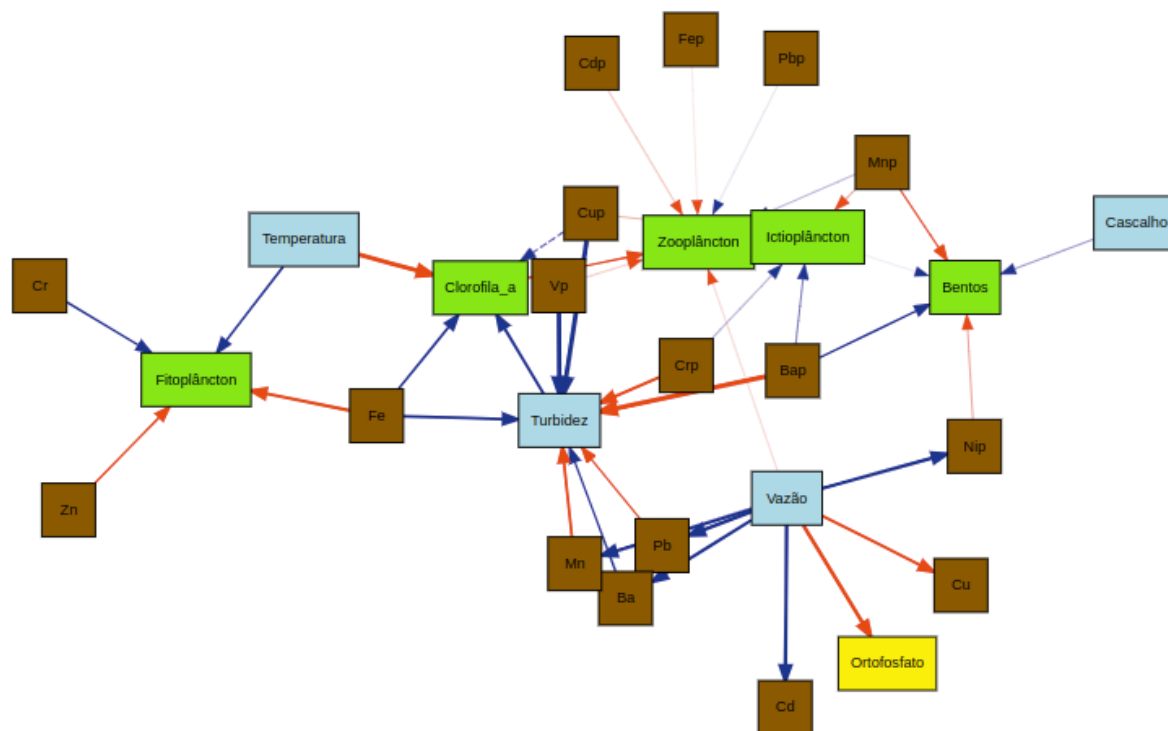 Fep
Pbp
Cdp
Mnp
Cup
Cascalho
Temperatura
Zooplâncton
Ictioplâncton
Cr
Clorofila_a
Vp
Bentos
Crp
Bap
Fitoplâncton
Fe
Turbidez
Nip
Vazão
Zn
Pb
Mn
Cu
Ba
Ortofosfato
Cd